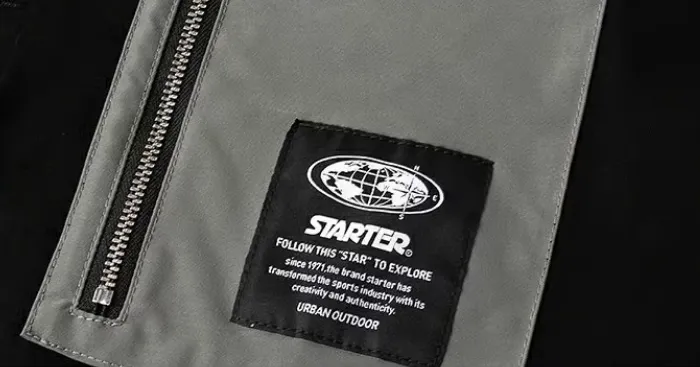 N
E
S
STARTER®
FOLLOW THIS "STAR" TO EXPLORE
since 1971,the brand starter has
transformed the sports industry with its
creativity and authenticity.
URBAN OUTDOOR